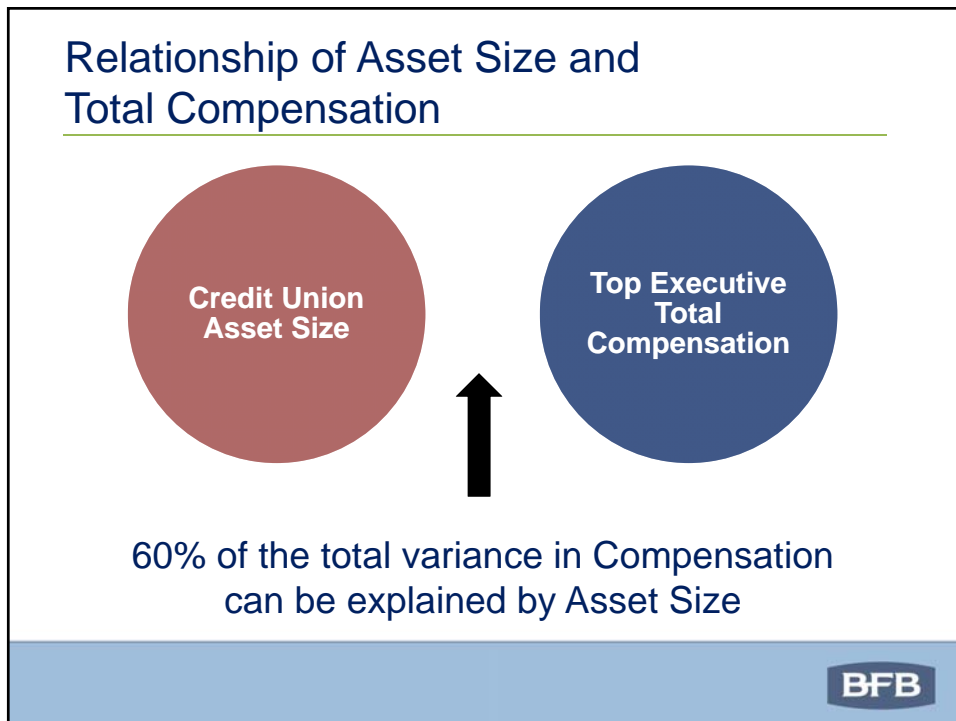 Relationship of Asset Size and
Total Compensation
Credit Union
Asset Size
Top Executive
Total
Compensation
60% of the total variance in Compensation
can be explained by Asset Size
BFB